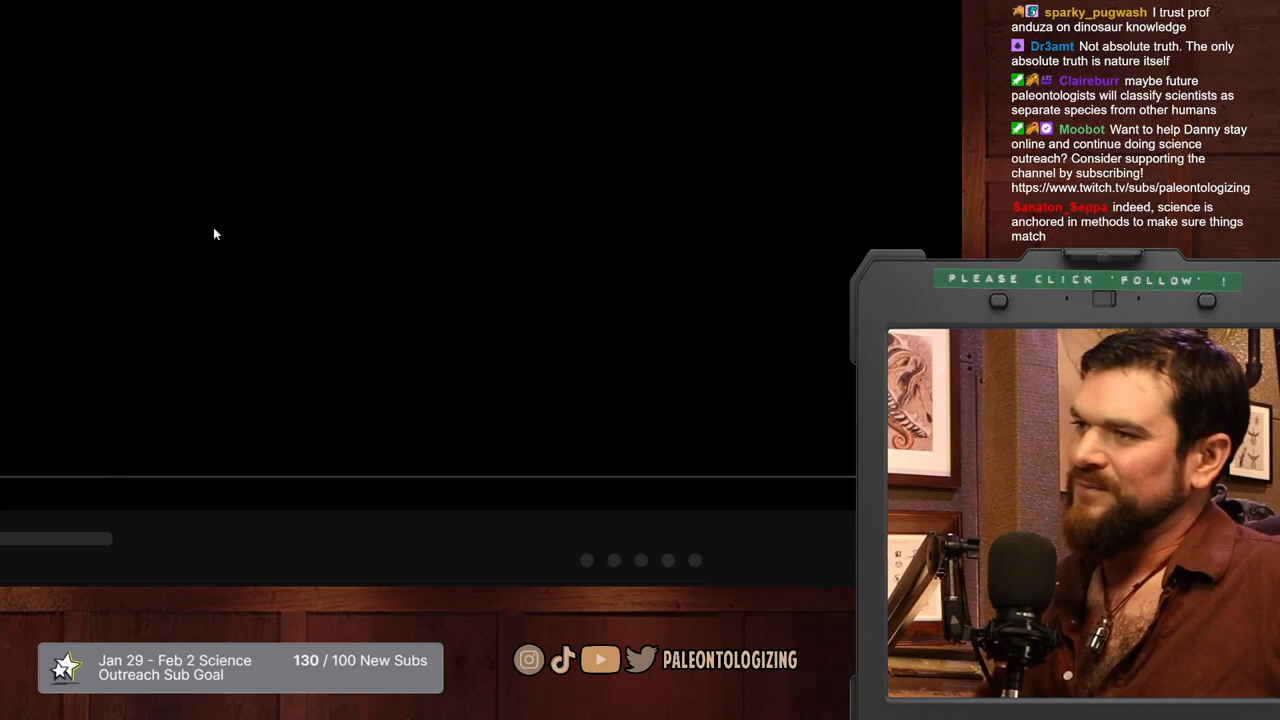 sparky_pugwash I trust prof
anduza on dinosaur knowledge
Dr3amt Not absolute truth. The only
absolute truth is nature itself
Claireburr maybe future
paleontologists will classify scientists as
separate species from other humans
Moobot Want to help Danny stay
online and continue doing science
outreach? Consider supporting the
channel by subscribing!
https://www.twitch.tv/subs/paleontologizing
Sanaton_Seppa indeed, science is
anchored in methods to make sure things
match
PLEASE CLICK 'FOLLOW' !
Jan 29 - Feb 2 Science
Outreach Sub Goal
130 / 100 New Subs
PALEONTOLOGIZING